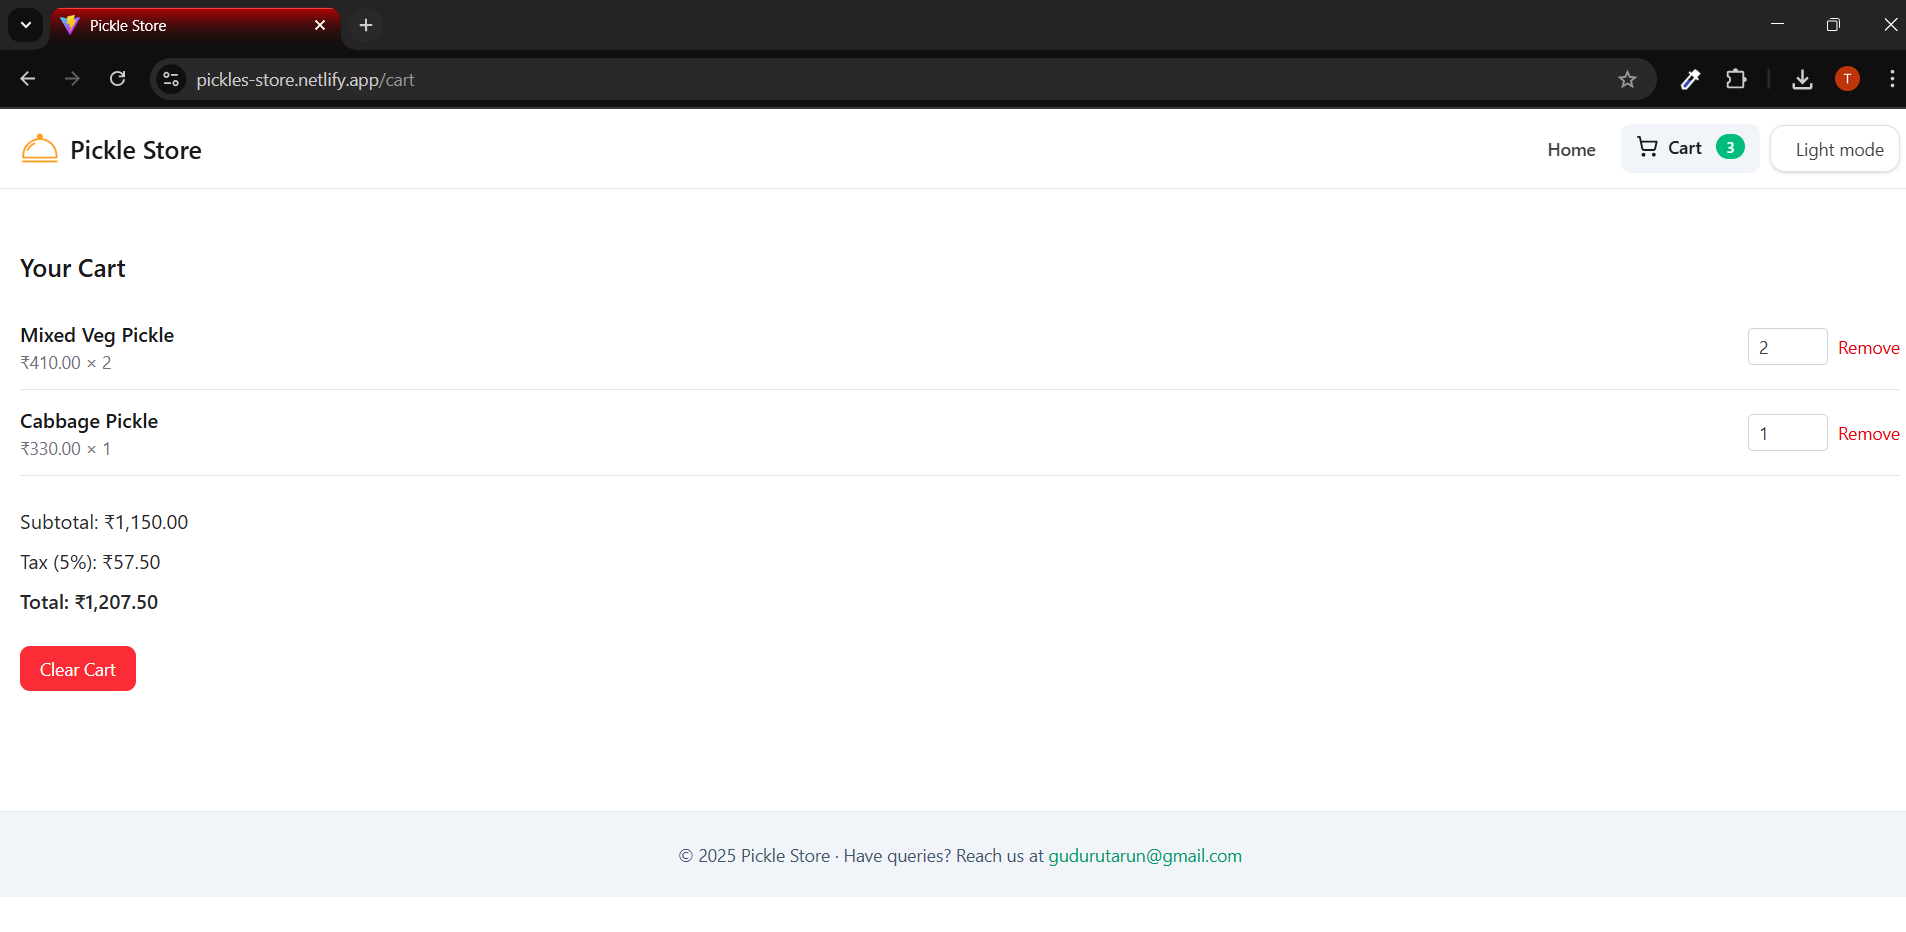 Pickle Store
pickles-store.netlify.app/cart
T
Pickle Store
Home
Cart 3
Light mode
Your Cart
Mixed Veg Pickle
₹410.00 × 2
2
Remove
Cabbage Pickle
₹330.00 × 1
1
Remove
Subtotal: ₹1,150.00
Tax (5%): ₹57.50
Total: ₹1,207.50
Clear Cart
© 2025 Pickle Store · Have queries? Reach us at gudurutarun@gmail.com